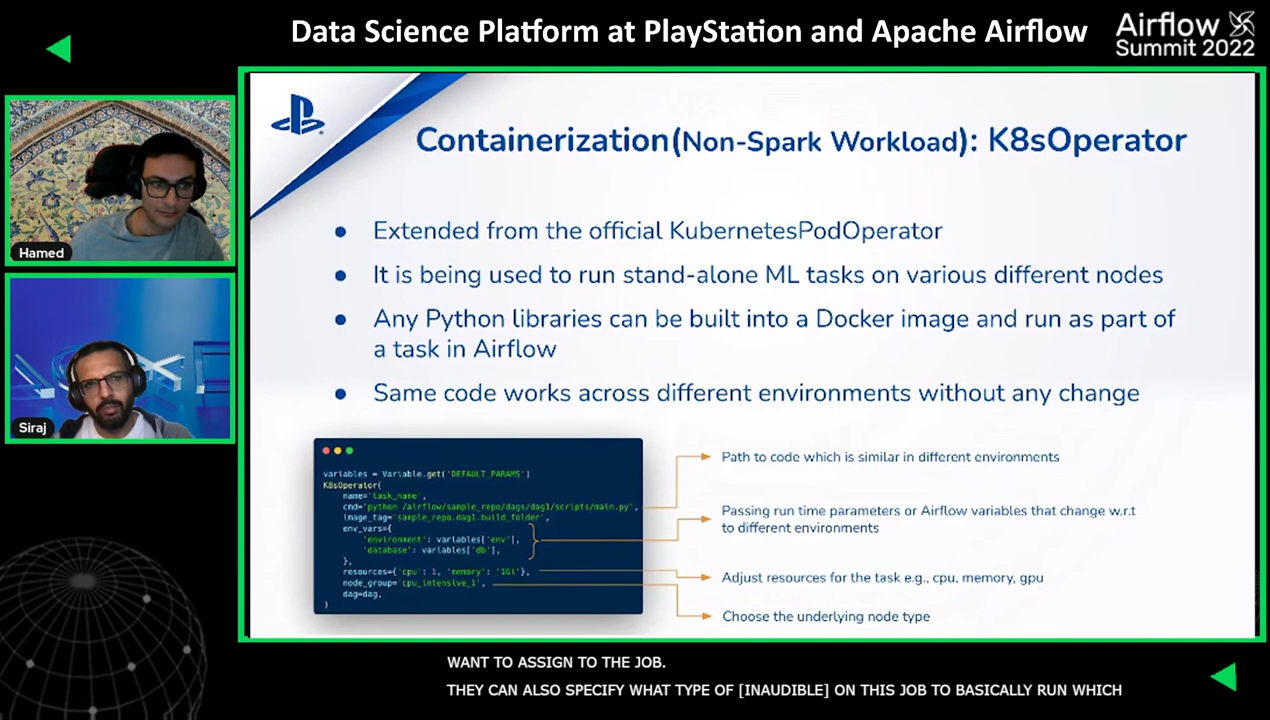 Data Science Platform at PlayStation and Apache Airflow
Airflow
Summit 2022
Hamed
Siraj
Containerization(Non-Spark Workload): K8sOperator
● Extended from the official KubernetesPodOperator
● It is being used to run stand-alone ML tasks on various different nodes
● Any Python libraries can be built into a Docker image and run as part of
a task in Airflow
● Same code works across different environments without any change
variables = Variable.get('DEFAULT_PARAMS')
K8sOperator(
name='task_name',
cmd='python /airflow/sample_repo/dags/dag1/scripts/main.py',
image_tag='sample_repo.dag1.build_folder',
env_vars={
'environment': variables['env'],
'database': variables['db'],
},
resources={'cpu': 1, 'memory': '1Gi'},
node_group='cpu_intensive_1',
dag=dag,
)
Path to code which is similar in different environments
Passing run time parameters or Airflow variables that change w.r.t
to different environments
Adjust resources for the task e.g., cpu, memory, gpu
Choose the underlying node type
WANT TO ASSIGN TO THE JOB.
THEY CAN ALSO SPECIFY WHAT TYPE OF [INAUDIBLE] ON THIS JOB TO BASICALLY RUN WHICH